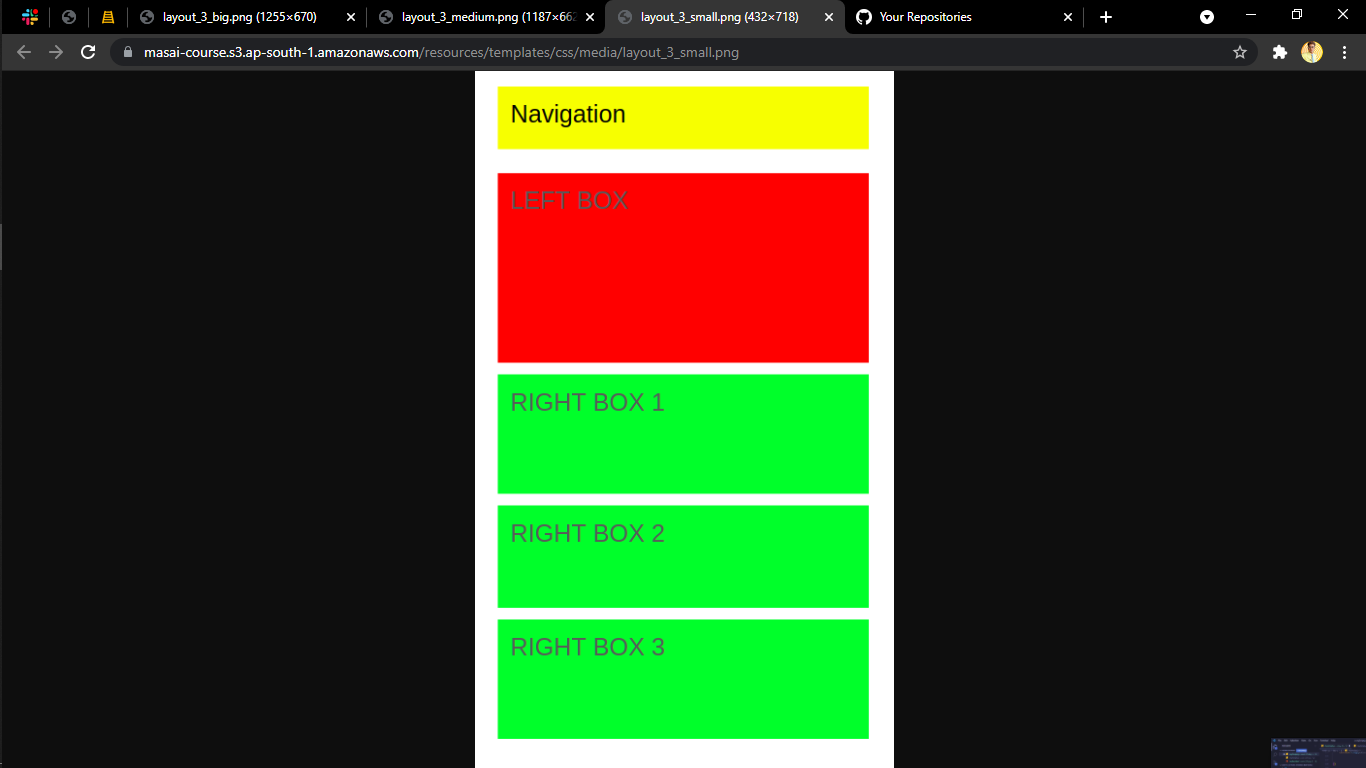 layout_3_big.png (1255×670)
layout_3_medium.png (1187×662
layout_3_small.png (432×718)
Your Repositories
masai-course.s3.ap-south-1.amazonaws.com/resources/templates/css/media/layout_3_small.png
Navigation
LEFT BOX
RIGHT BOX 1
RIGHT BOX 2
RIGHT BOX 3